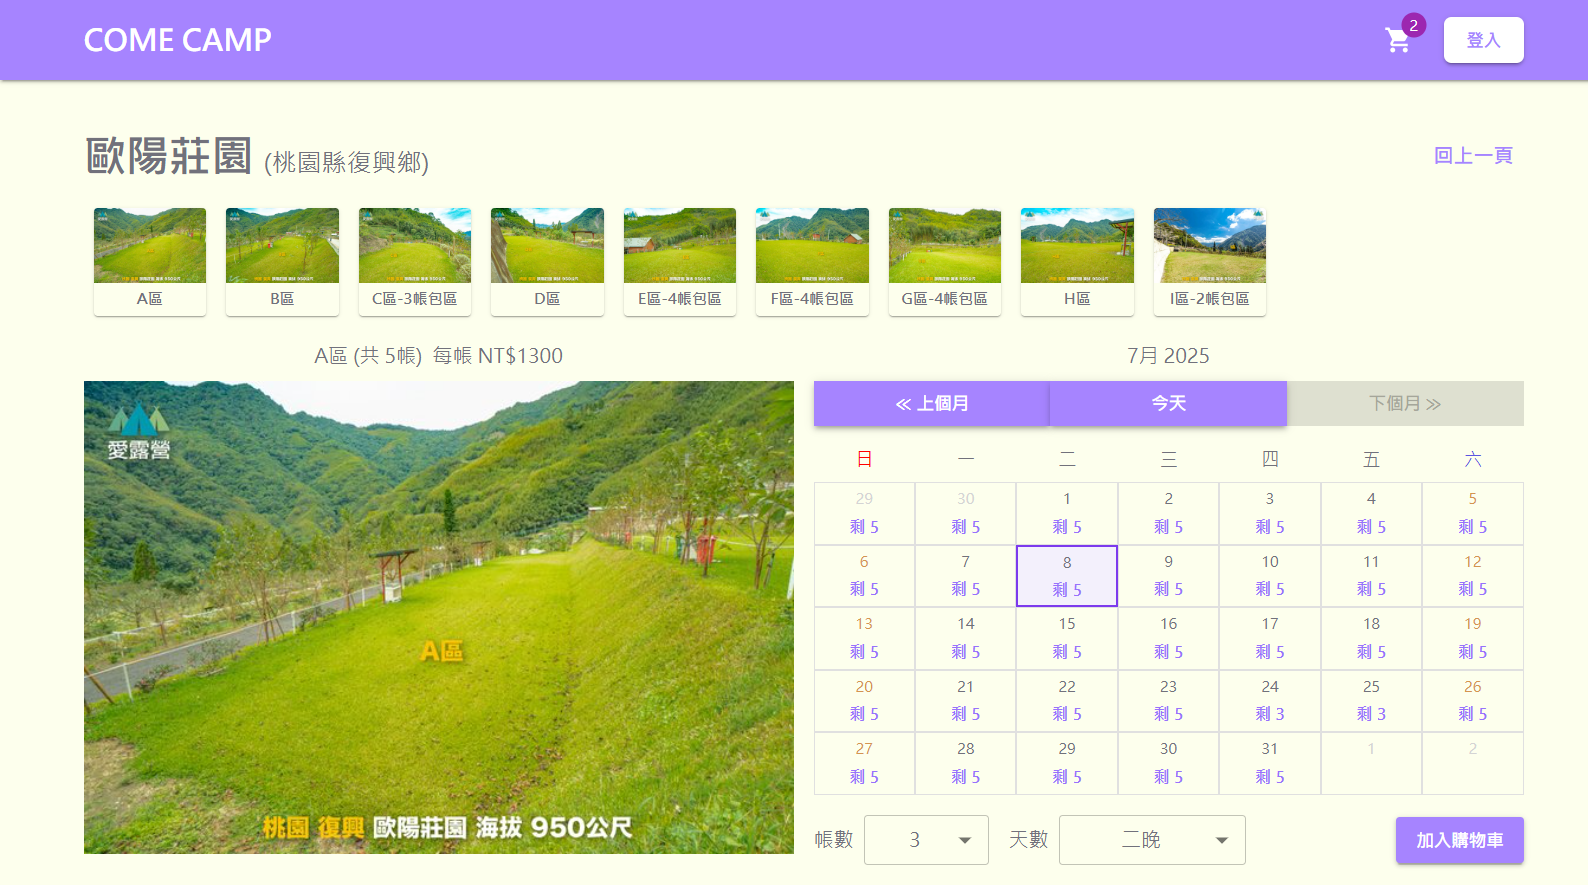 COME CAMP
2
登入
歐陽莊園 (桃園縣復興鄉)
回上一頁
A區
B區
C區-3帳包區
D區
E區-4帳包區
F區-4帳包區
G區-4帳包區
H區
I區-2帳包區
A區 (共 5帳) 每帳 NT$1300
愛露營
A區
桃園 復興 歐陽莊園 海拔 950公尺
7月 2025
≪ 上個月 今天 下個月 ≫
日 一 二 三 四 五 六
29 30 1 2 3 4 5
剩 5 剩 5 剩 5 剩 5 剩 5 剩 5 剩 5
6 7 8 9 10 11 12
剩 5 剩 5 剩 5 剩 5 剩 5 剩 5 剩 5
13 14 15 16 17 18 19
剩 5 剩 5 剩 5 剩 5 剩 5 剩 5 剩 5
20 21 22 23 24 25 26
剩 5 剩 5 剩 5 剩 5 剩 3 剩 3 剩 5
27 28 29 30 31 1 2
剩 5 剩 5 剩 5 剩 5 剩 5
帳數 3 天數 二晚 加入購物車